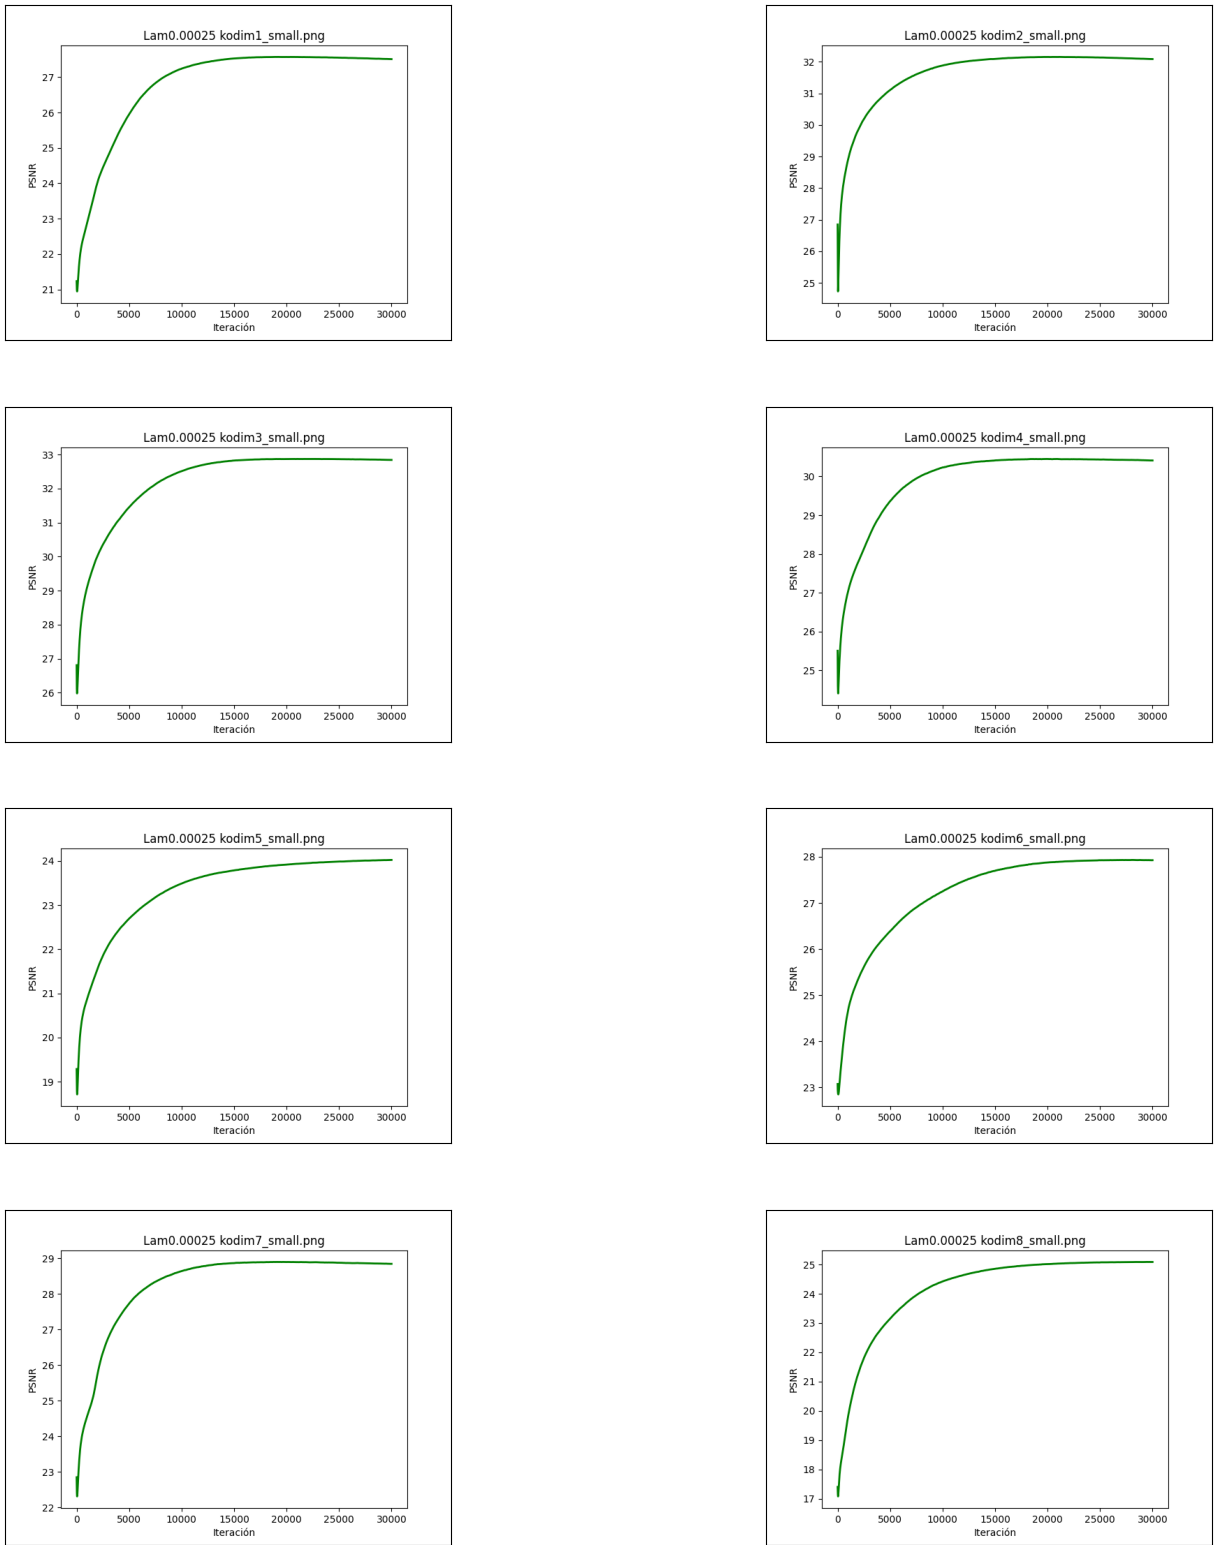 Lam0.00025 kodim1_small.png
PSNR
27
26
25
24
23
22
21
0 5000 10000 15000 20000 25000 30000
Iteración
Lam0.00025 kodim2_small.png
PSNR
32
31
30
29
28
27
26
25
0 5000 10000 15000 20000 25000 30000
Iteración
Lam0.00025 kodim3_small.png
PSNR
33
32
31
30
29
28
27
26
0 5000 10000 15000 20000 25000 30000
Iteración
Lam0.00025 kodim4_small.png
PSNR
30
29
28
27
26
25
0 5000 10000 15000 20000 25000 30000
Iteración
Lam0.00025 kodim5_small.png
PSNR
24
23
22
21
20
19
0 5000 10000 15000 20000 25000 30000
Iteración
Lam0.00025 kodim6_small.png
PSNR
28
27
26
25
24
23
0 5000 10000 15000 20000 25000 30000
Iteración
Lam0.00025 kodim7_small.png
PSNR
29
28
27
26
25
24
23
22
0 5000 10000 15000 20000 25000 30000
Iteración
Lam0.00025 kodim8_small.png
PSNR
25
24
23
22
21
20
19
18
17
0 5000 10000 15000 20000 25000 30000
Iteración